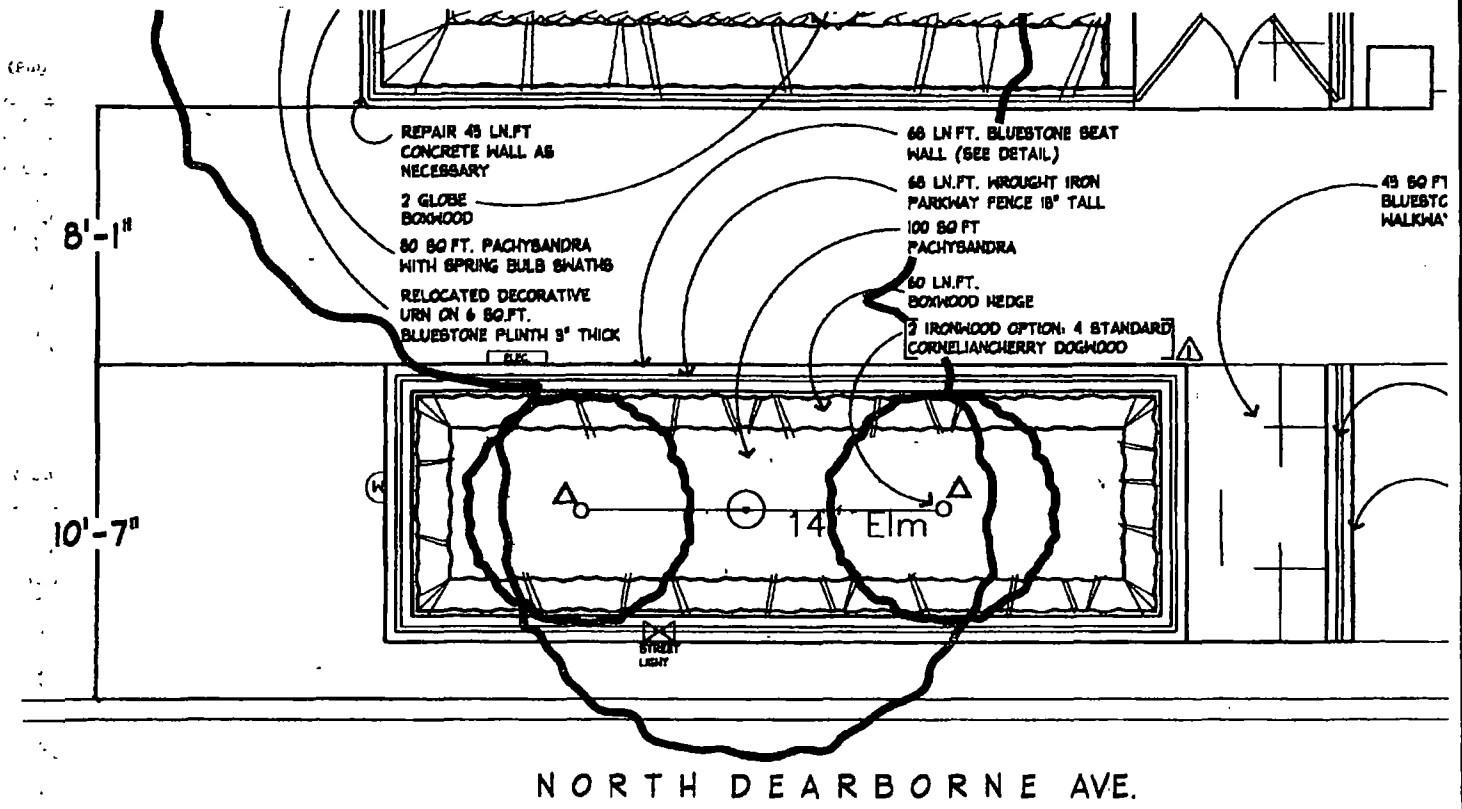 REPAIR 45 LN.FT
CONCRETE WALL AS
NECESSARY
2 GLOBE
BOXWOOD
80 SQ FT. PACHYSANDRA
WITH SPRING BULB SWATHS
RELOCATED DECORATIVE
URN ON 6 SQ.FT.
BLUESTONE PLINTH 3" THICK
68 LN FT. BLUESTONE SEAT
WALL (SEE DETAIL)
68 LN.FT. WROUGHT IRON
PARKWAY FENCE 18" TALL
100 SQ FT
PACHYSANDRA
60 LN.FT.
BOXWOOD HEDGE
2 IRONWOOD OPTION: 4 STANDARD
CORNELIANCHERRY DOGWOOD
1
45 SQ FT
BLUESTO
WALKWA
8'-1"
10'-7"
ELEC
W
14" Elm
STREET
LIGHT
NORTH DEARBORNE AVE.